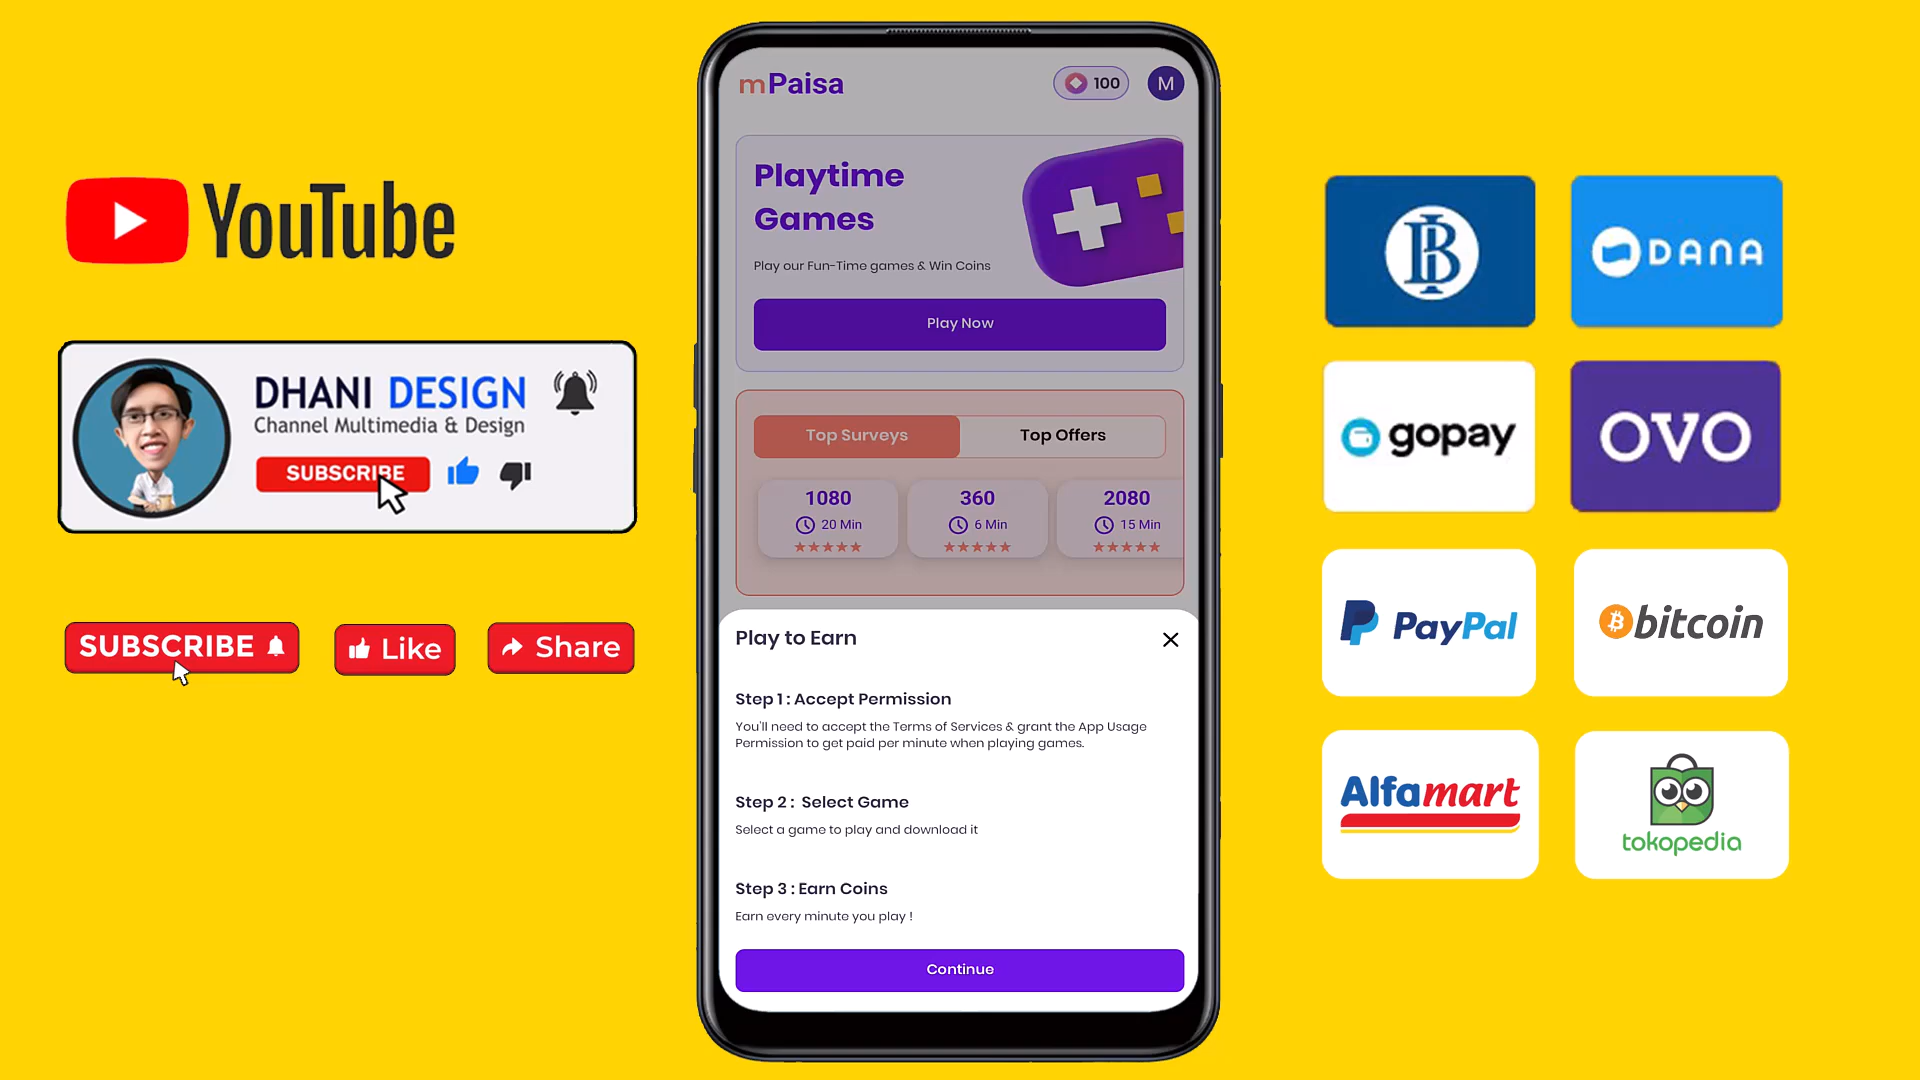 YouTube
DHANI DESIGN
Channel Multimedia & Design
SUBSCRIBE
SUBSCRIBE
Like
Share
mPaisa
100
M
Playtime
Games
Play our Fun-Time games & Win Coins
Play Now
Top Surveys
Top Offers
1080
20 Min
360
6 Min
2080
15 Min
Play to Earn
Step 1 : Accept Permission
You'll need to accept the Terms of Services & grant the App Usage
Permission to get paid per minute when playing games.
Step 2 : Select Game
Select a game to play and download it
Step 3 : Earn Coins
Earn every minute you play !
Continue
BI
DANA
gopay
OVO
PayPal
bitcoin
Alfamart
tokopedia